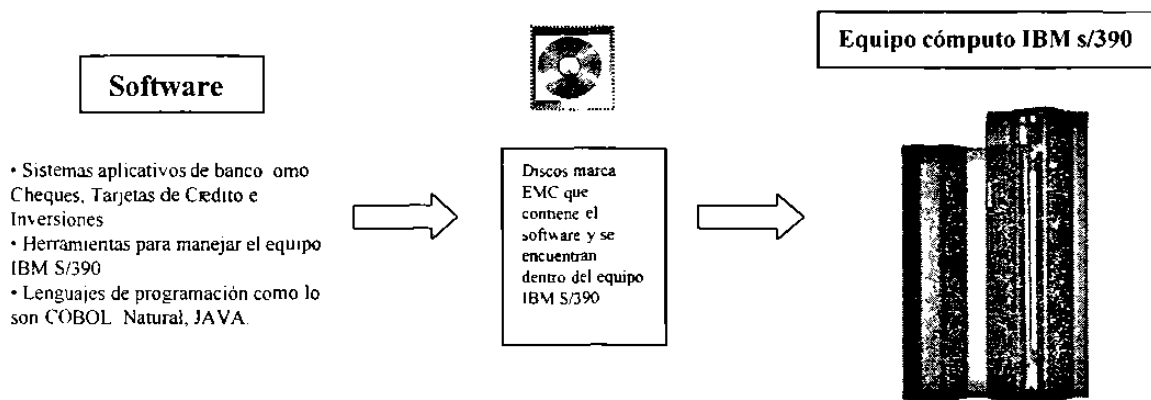 Software
• Sistemas aplicativos de banco omo
Cheques, Tarjetas de Credito e
Inversiones
• Herramientas para manejar el equipo
IBM S/390
• Lenguajes de programación como lo
son COBOL Natural, JAVA.
Discos marca
EMC que
contiene el
software y se
encuentran
dentro del equipo
IBM S/390
Equipo cómputo IBM s/390